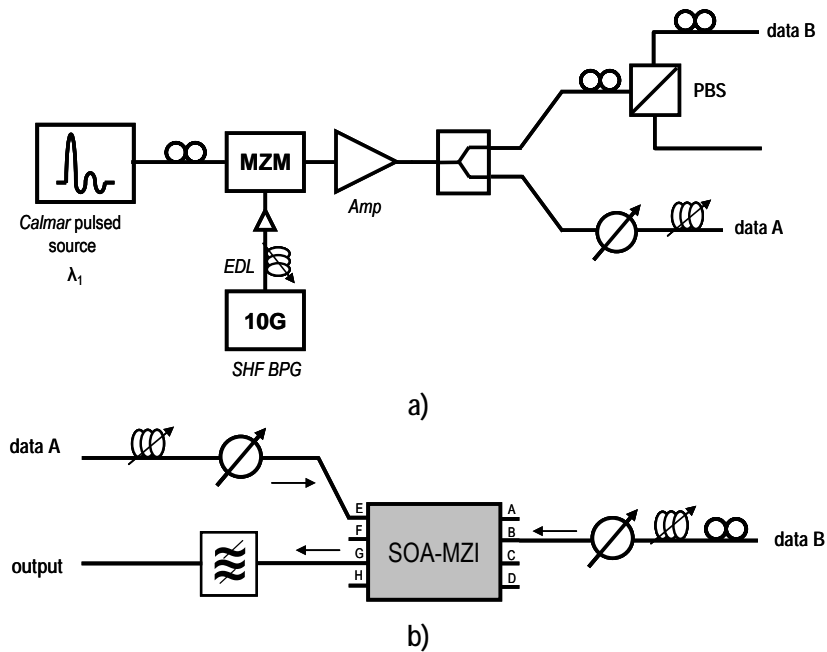 data B
PBS
MZM
Amp
Calmar pulsed
source
λ1
data A
EDL
10G
SHF BPG
a)
data A
E
F
G
H
SOA-MZI
A
B
C
D
data B
output
b)